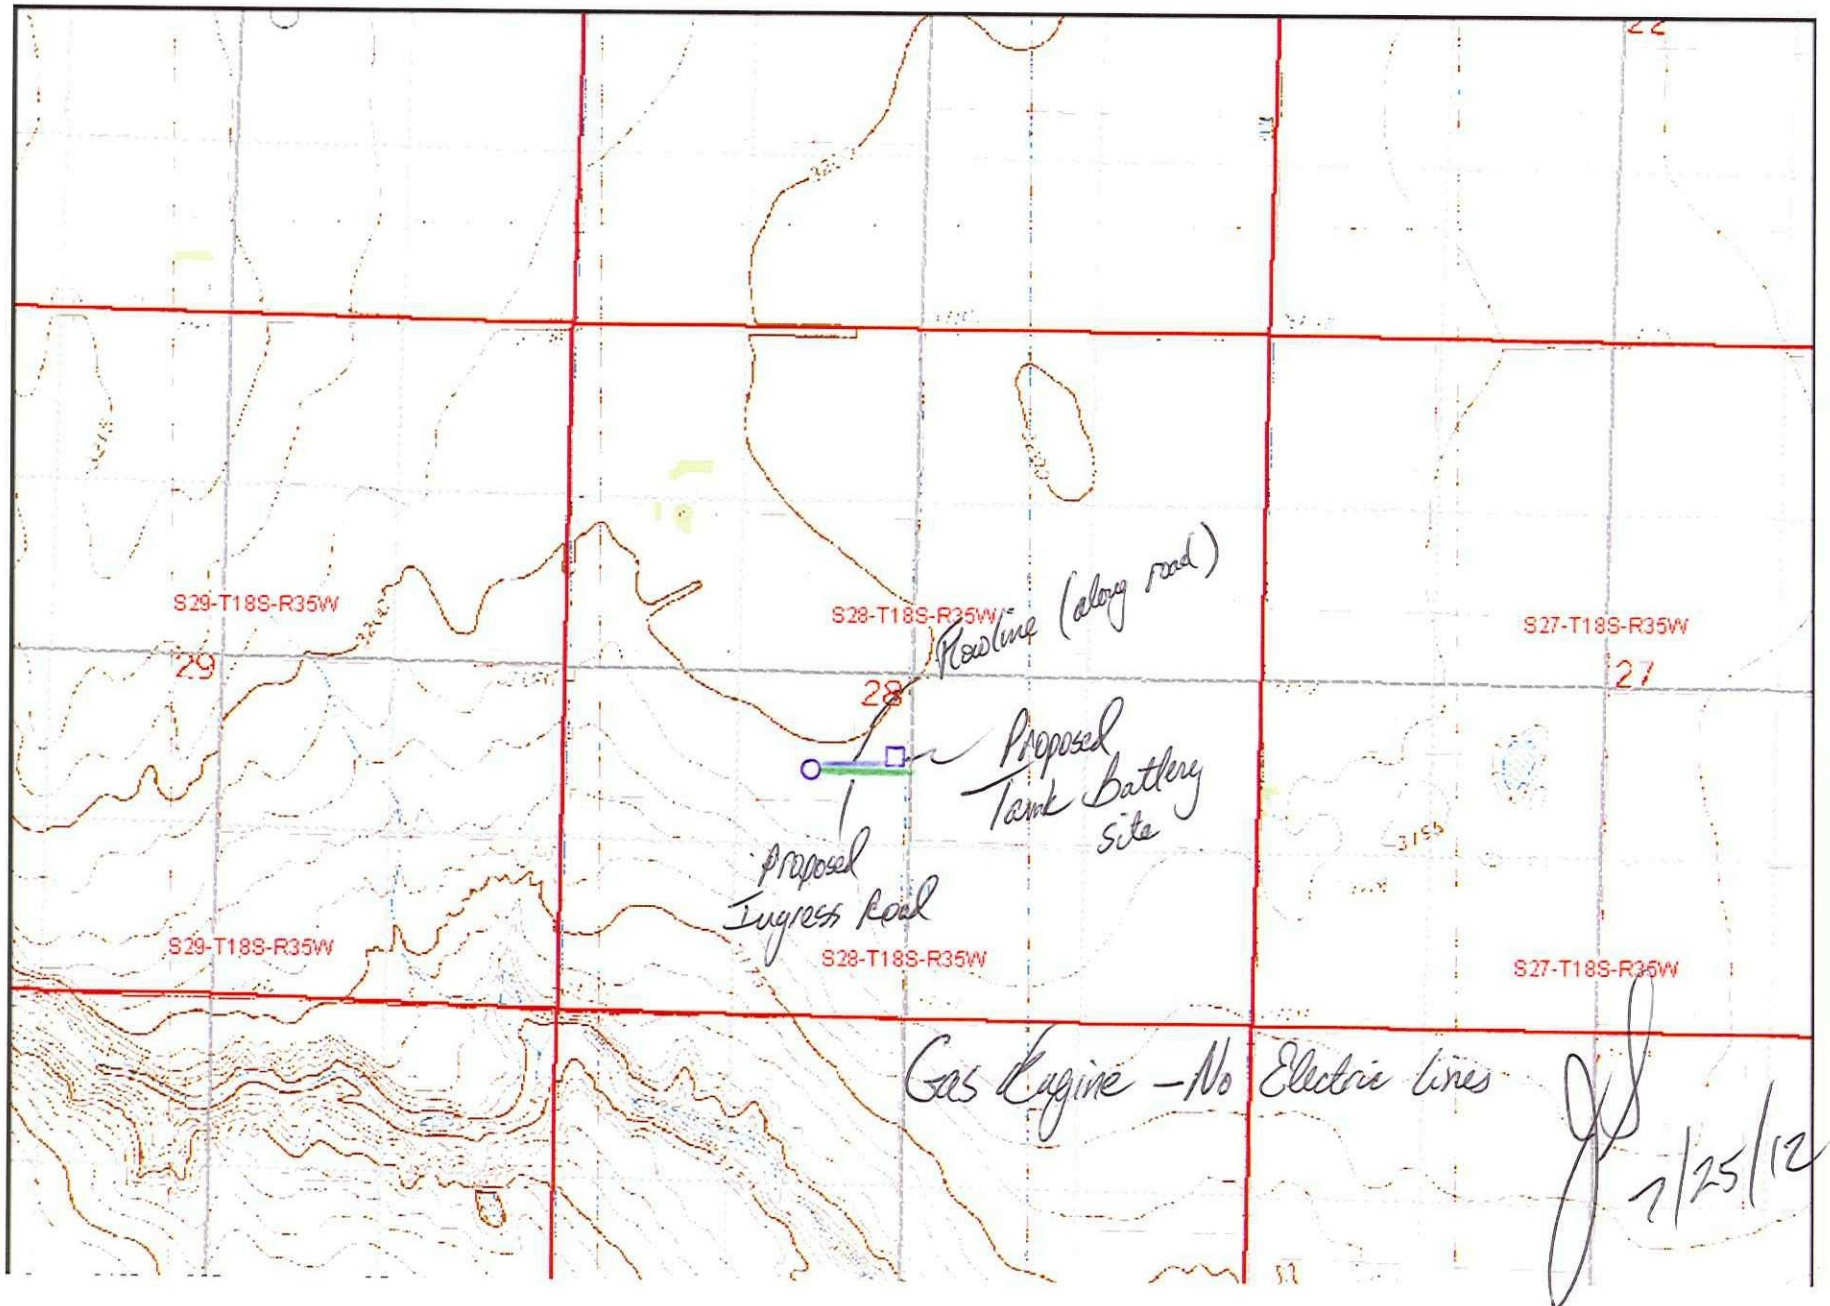 22
S29-T18S-R35W
S28-T18S-R35W
S27-T18S-R35W
Flowline (along road)
29
28
27
Proposed
Tank Battery
Site
3155
Proposed
Ingress Road
S29-T18S-R35W
S28-T18S-R35W
S27-T18S-R35W
Gas Engine - No Electric lines
7/25/12